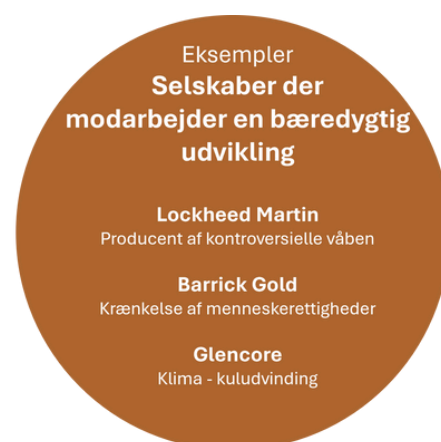 Eksempler
Selskaber der
modarbejder en bæredygtig
udvikling
Lockheed Martin
Producent af kontroversielle våben
Barrick Gold
Krænkelse af menneskerettigheder
Glencore
Klima - kuludvinding